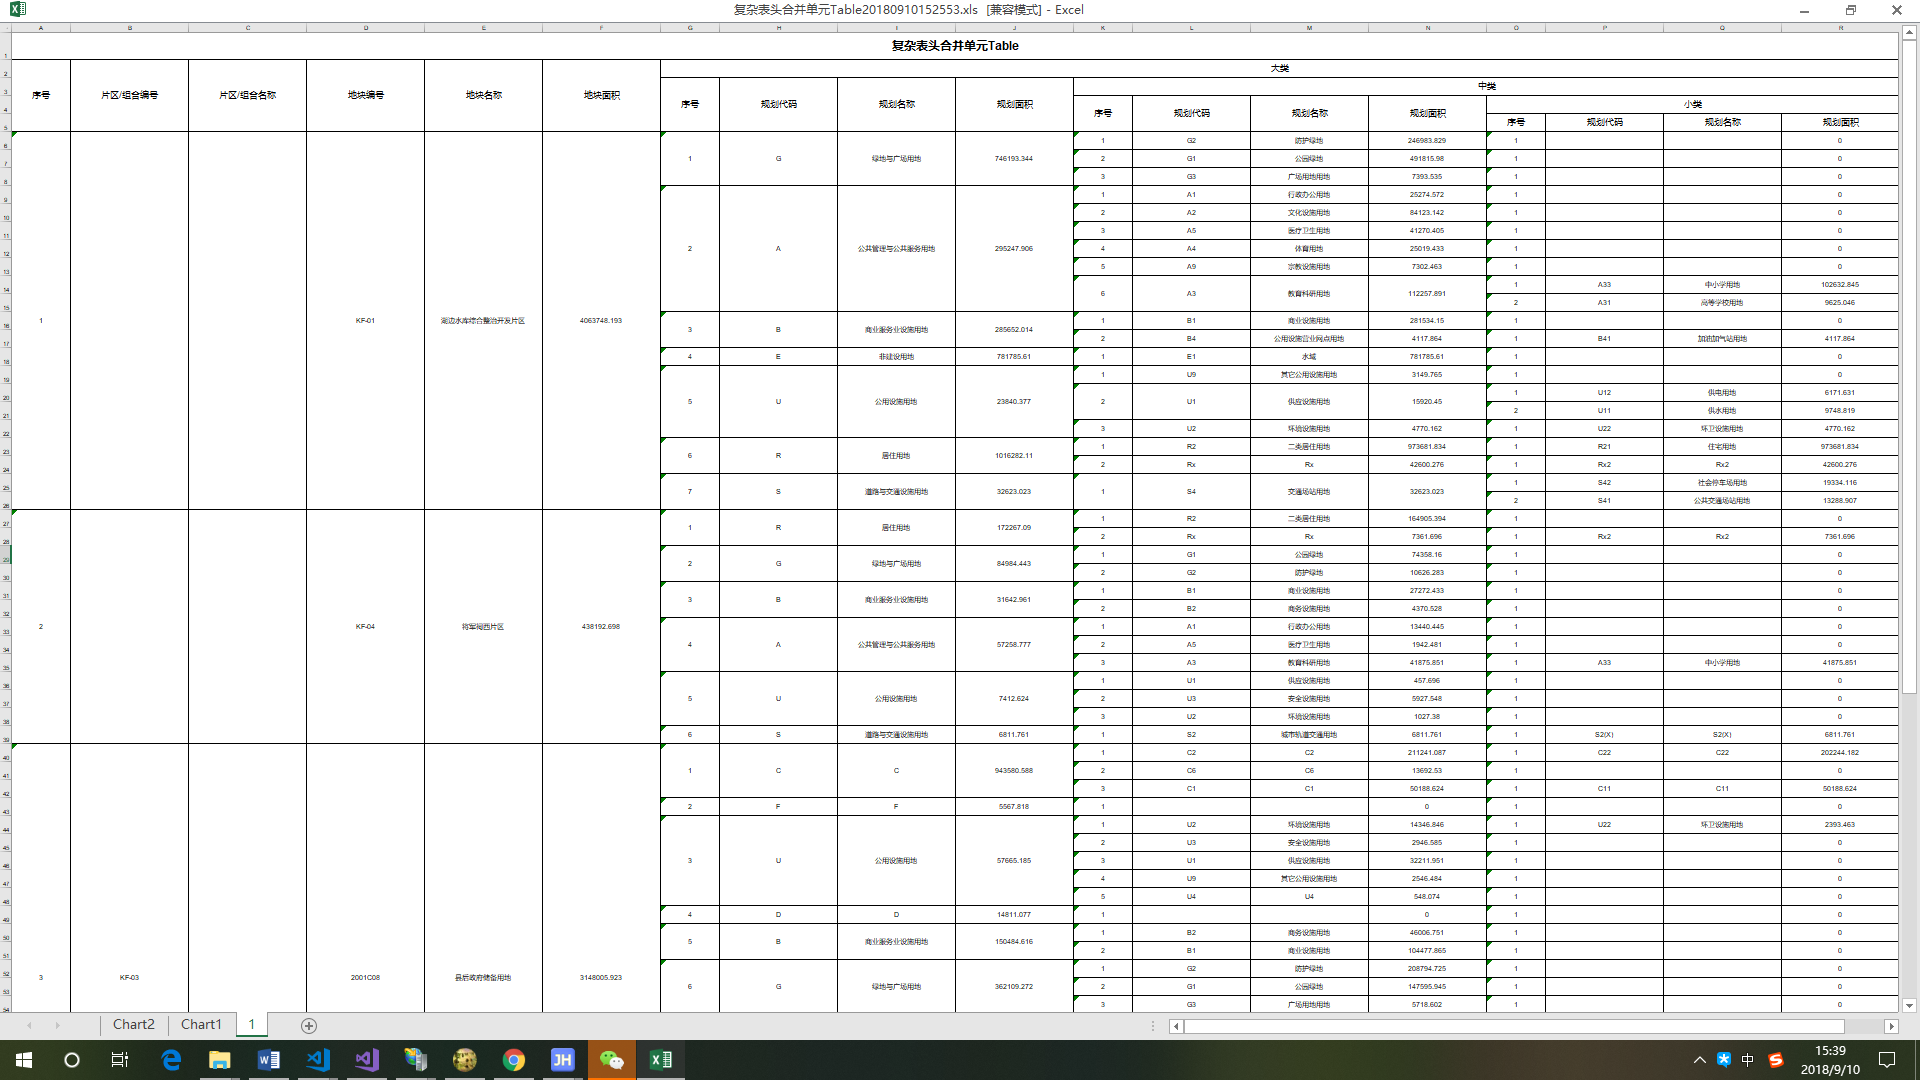 复杂表头合并单元Table20180910152553.xls [兼容模式] - Excel
A B C D E F G H I J K L M N O P Q R
复杂表头合并单元Table
大类
中类
小类
序号 片区/组合编号 片区/组合名称 地块编号 地块名称 地块面积 序号 规划代码 规划名称 规划面积 序号 规划代码 规划名称 规划面积 序号 规划代码 规划名称 规划面积
1 G2 防护绿地 246983.829 1 0
1 G 绿地与广场用地 746193.344 2 G1 公园绿地 491815.98 1 0
3 G3 广场用地用地 7393.535 1 0
1 A1 行政办公用地 25274.572 1 0
2 A2 文化设施用地 84123.142 1 0
3 A5 医疗卫生用地 41270.405 1 0
2 A 公共管理与公共服务用地 295247.906 4 A4 体育用地 25019.433 1 0
5 A9 宗教设施用地 7302.463 1 0
1 A33 中小学用地 102632.845
6 A3 教育科研用地 112257.891
2 A31 高等学校用地 9625.046
1 KF-01 湖边水库综合整治开发片区 4063748.193 1 B1 商业设施用地 281534.15 1 0
3 B 商业服务业设施用地 285652.014
2 B4 公用设施营业网点用地 4117.864 1 B41 加油加气站用地 4117.864
4 E 非建设用地 781785.61 1 E1 水域 781785.61 1 0
1 U9 其它公用设施用地 3149.765 1 0
1 U12 供电用地 6171.631
5 U 公用设施用地 23840.377 2 U1 供应设施用地 15920.45
2 U11 供水用地 9748.819
3 U2 环境设施用地 4770.162 1 U22 环卫设施用地 4770.162
1 R2 二类居住用地 973681.834 1 R21 住宅用地 973681.834
6 R 居住用地 1016282.11
2 Rx Rx 42600.276 1 Rx2 Rx2 42600.276
1 S42 社会停车场用地 19334.116
7 S 道路与交通设施用地 32623.023 1 S4 交通场站用地 32623.023
2 S41 公共交通场站用地 13288.907
1 R2 二类居住用地 164905.394 1 0
1 R 居住用地 172267.09
2 Rx Rx 7361.696 1 Rx2 Rx2 7361.696
1 G1 公园绿地 74358.16 1 0
2 G 绿地与广场用地 84984.443
2 G2 防护绿地 10626.283 1 0
1 B1 商业设施用地 27272.433 1 0
3 B 商业服务业设施用地 31642.961
2 B2 商务设施用地 4370.528 1 0
2 KF-04 将军祠西片区 438192.698 1 A1 行政办公用地 13440.445 1 0
4 A 公共管理与公共服务用地 57258.777 2 A5 医疗卫生用地 1942.481 1 0
3 A3 教育科研用地 41875.851 1 A33 中小学用地 41875.851
1 U1 供应设施用地 457.696 1 0
5 U 公用设施用地 7412.624 2 U3 安全设施用地 5927.548 1 0
3 U2 环境设施用地 1027.38 1 0
6 S 道路与交通设施用地 6811.761 1 S2 城市轨道交通用地 6811.761 1 S2(X) S2(X) 6811.761
1 C2 C2 211241.087 1 C22 C22 202244.182
1 C C 943580.588 2 C6 C6 13692.53 1 0
3 C1 C1 50188.624 1 C11 C11 50188.624
2 F F 5567.818 1 0 1 0
1 U2 环境设施用地 14346.846 1 U22 环卫设施用地 2393.463
2 U3 安全设施用地 2946.585 1 0
3 U 公用设施用地 57665.185 3 U1 供应设施用地 32211.951 1 0
4 U9 其它公用设施用地 2546.484 1 0
5 U4 U4 548.074 1 0
4 D D 14811.077 1 0 1 0
1 B2 商务设施用地 46006.751 1 0
5 B 商业服务业设施用地 150484.616
2 B1 商业设施用地 104477.865 1 0
1 G2 防护绿地 208794.725 1 0
3 KF-03 2001C08 县后政府储备用地 3148005.923
6 G 绿地与广场用地 362109.272 2 G1 公园绿地 147595.945 1 0
3 G3 广场用地用地 5718.602 1 0
Chart2 Chart1 1
JH
中
15:39
2018/9/10